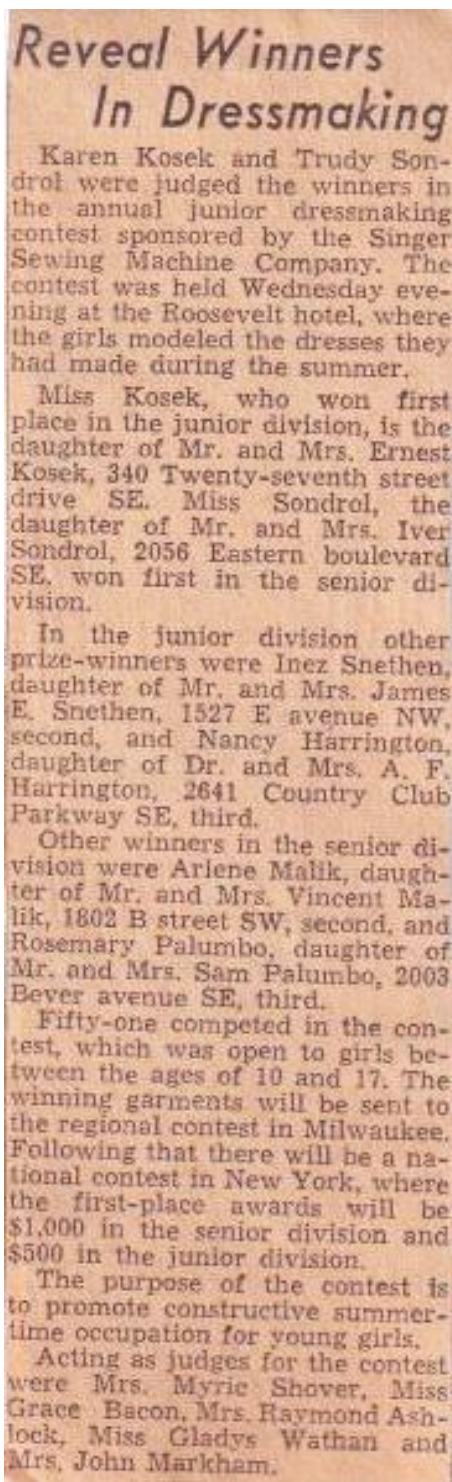 Reveal Winners
In Dressmaking
Karen Kosek and Trudy Son-
drol were judged the winners in
the annual junior dressmaking
contest sponsored by the Singer
Sewing Machine Company. The
contest was held Wednesday eve-
ning at the Roosevelt hotel, where
the girls modeled the dresses they
had made during the summer.
Miss Kosek, who won first
place in the junior division, is the
daughter of Mr. and Mrs. Ernest
Kosek, 340 Twenty-seventh street
drive SE. Miss Sondrol, the
daughter of Mr. and Mrs. Iver
Sondrol, 2056 Eastern boulevard
SE. won first in the senior di-
vision.
In the junior division other
prize-winners were Inez Snethen,
daughter of Mr. and Mrs. James
E. Snethen, 1527 E avenue NW,
second, and Nancy Harrington,
daughter of Dr. and Mrs. A. F.
Harrington, 2641 Country Club
Parkway SE, third.
Other winners in the senior di-
vision were Arlene Malik, daugh-
ter of Mr. and Mrs. Vincent Ma-
lik, 1802 B street SW, second, and
Rosemary Palumbo, daughter of
Mr. and Mrs. Sam Palumbo, 2003
Bever avenue SE, third.
Fifty-one competed in the con-
test, which was open to girls be-
tween the ages of 10 and 17. The
winning garments will be sent to
the regional contest in Milwaukee.
Following that there will be a na-
tional contest in New York, where
the first-place awards will be
$1,000 in the senior division and
$500 in the junior division.
The purpose of the contest is
to promote constructive summer-
time occupation for young girls.
Acting as judges for the contest
were Mrs. Myric Shover, Miss
Grace Bacon, Mrs. Raymond Ash-
lock, Miss Gladys Wathan and
Mrs. John Markham.